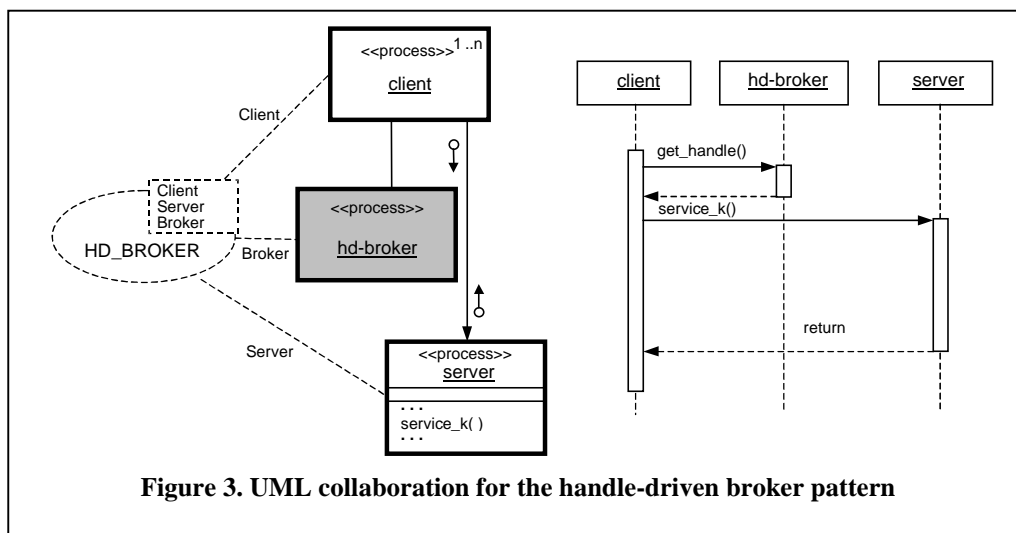 <<process>> 1 ..n
client
Client
Client
Server
Broker
HD_BROKER
Broker
<<process>>
hd-broker
Server
<<process>>
server
. . .
service_k( )
. . .
client
hd-broker
server
get_handle()
service_k()
return
Figure 3. UML collaboration for the handle-driven broker pattern